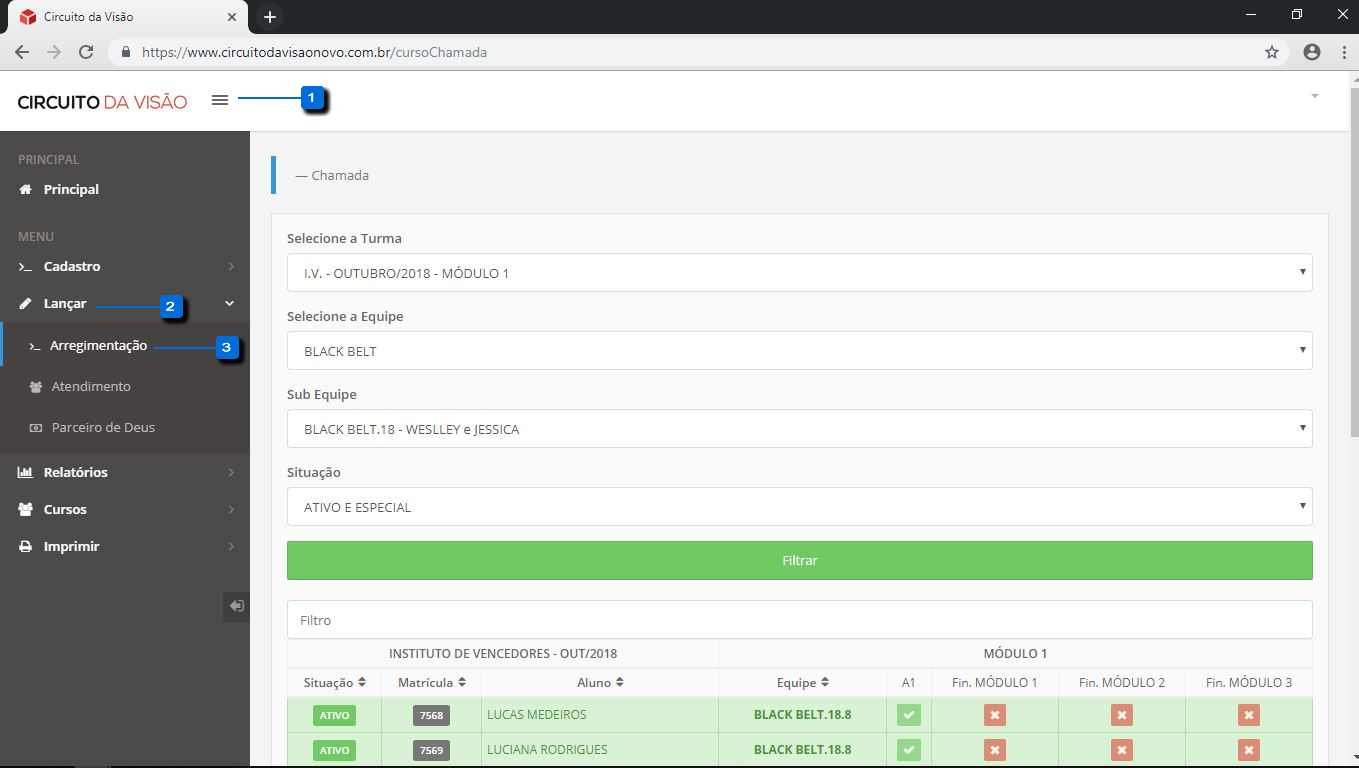 Circuito da Visão
https://www.circuitodavisaonovo.com.br/cursoChamada
CIRCUITO DA VISÃO
1
PRINCIPAL
Principal
MENU
Cadastro
Lançar
2
Arregimentação
3
Atendimento
Parceiro de Deus
Relatórios
Cursos
Imprimir
— Chamada
Selecione a Turma
I.V. - OUTUBRO/2018 - MÓDULO 1
Selecione a Equipe
BLACK BELT
Sub Equipe
BLACK BELT.18 - WESLLEY e JESSICA
Situação
ATIVO E ESPECIAL
Filtrar
Filtro
INSTITUTO DE VENCEDORES - OUT/2018 MÓDULO 1
Situação Matrícula Aluno Equipe A1 Fin. MÓDULO 1 Fin. MÓDULO 2 Fin. MÓDULO 3
ATIVO 7568 LUCAS MEDEIROS BLACK BELT.18.8
ATIVO 7569 LUCIANA RODRIGUES BLACK BELT.18.8